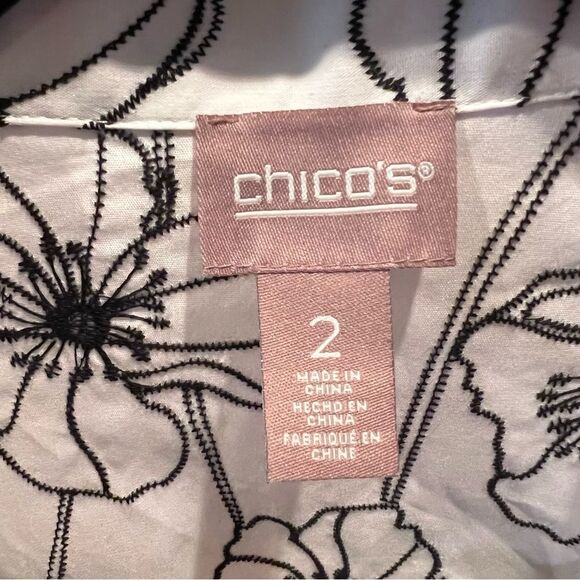 chico's®
2
MADE IN
CHINA
HECHO EN
CHINA
FABRIQUÉ EN
CHINE